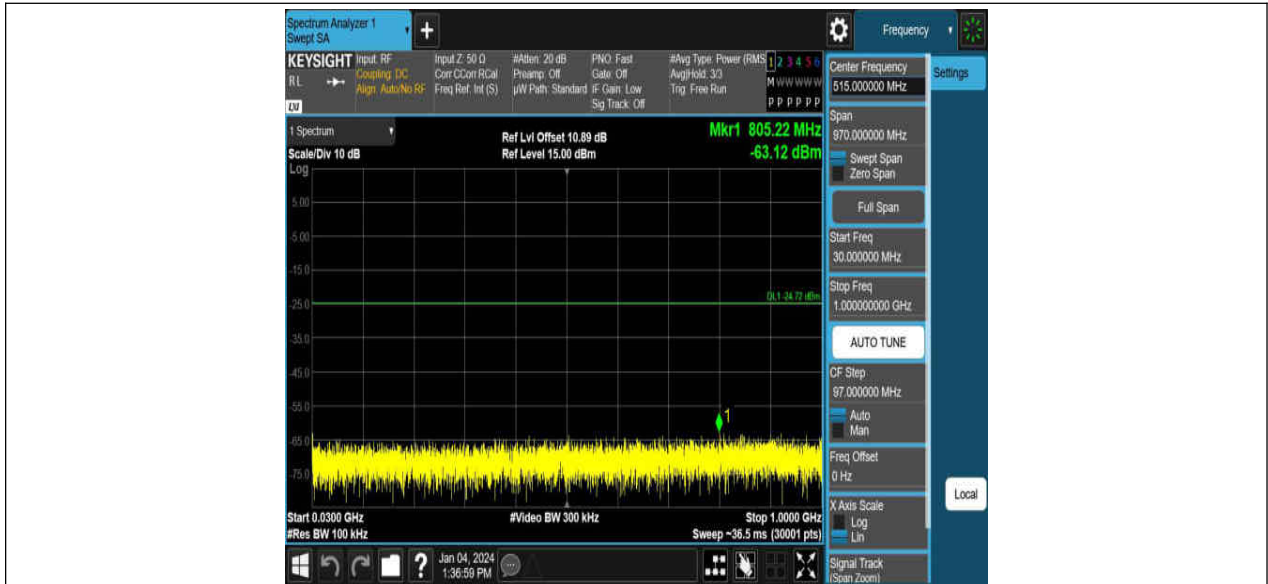 Spectrum Analyzer 1
Swept SA
+
Frequency
KEYSIGHT
RL
LXI
Input: RF
Coupling: DC
Align: Auto/No RF
Input Z: 50 Ω
Corr CCorr RCal
Freq Ref: Int (S)
#Atten: 20 dB
Preamp: Off
µW Path: Standard
PNO: Fast
Gate: Off
IF Gain: Low
Sig Track: Off
#Avg Type: Power (RMS
Avg|Hold: 3/3
Trig: Free Run
1 2 3 4 5 6
M W W W W W
P P P P P P
1 Spectrum
Scale/Div 10 dB
Log
Ref Lvl Offset 10.89 dB
Ref Level 15.00 dBm
Mkr1 805.22 MHz
-63.12 dBm
5.00
-5.00
-15.0
-25.0
DL1 -24.72 dBm
-35.0
-45.0
-55.0
1
-65.0
-75.0
Start 0.0300 GHz
#Res BW 100 kHz
#Video BW 300 kHz
Stop 1.0000 GHz
Sweep ~36.5 ms (30001 pts)
Jan 04, 2024
1:36:59 PM
Center Frequency
515.000000 MHz
Settings
Span
970.000000 MHz
Swept Span
Zero Span
Full Span
Start Freq
30.000000 MHz
Stop Freq
1.000000000 GHz
AUTO TUNE
CF Step
97.000000 MHz
Auto
Man
Freq Offset
0 Hz
Local
X Axis Scale
Log
Lin
Signal Track
(Span Zoom)